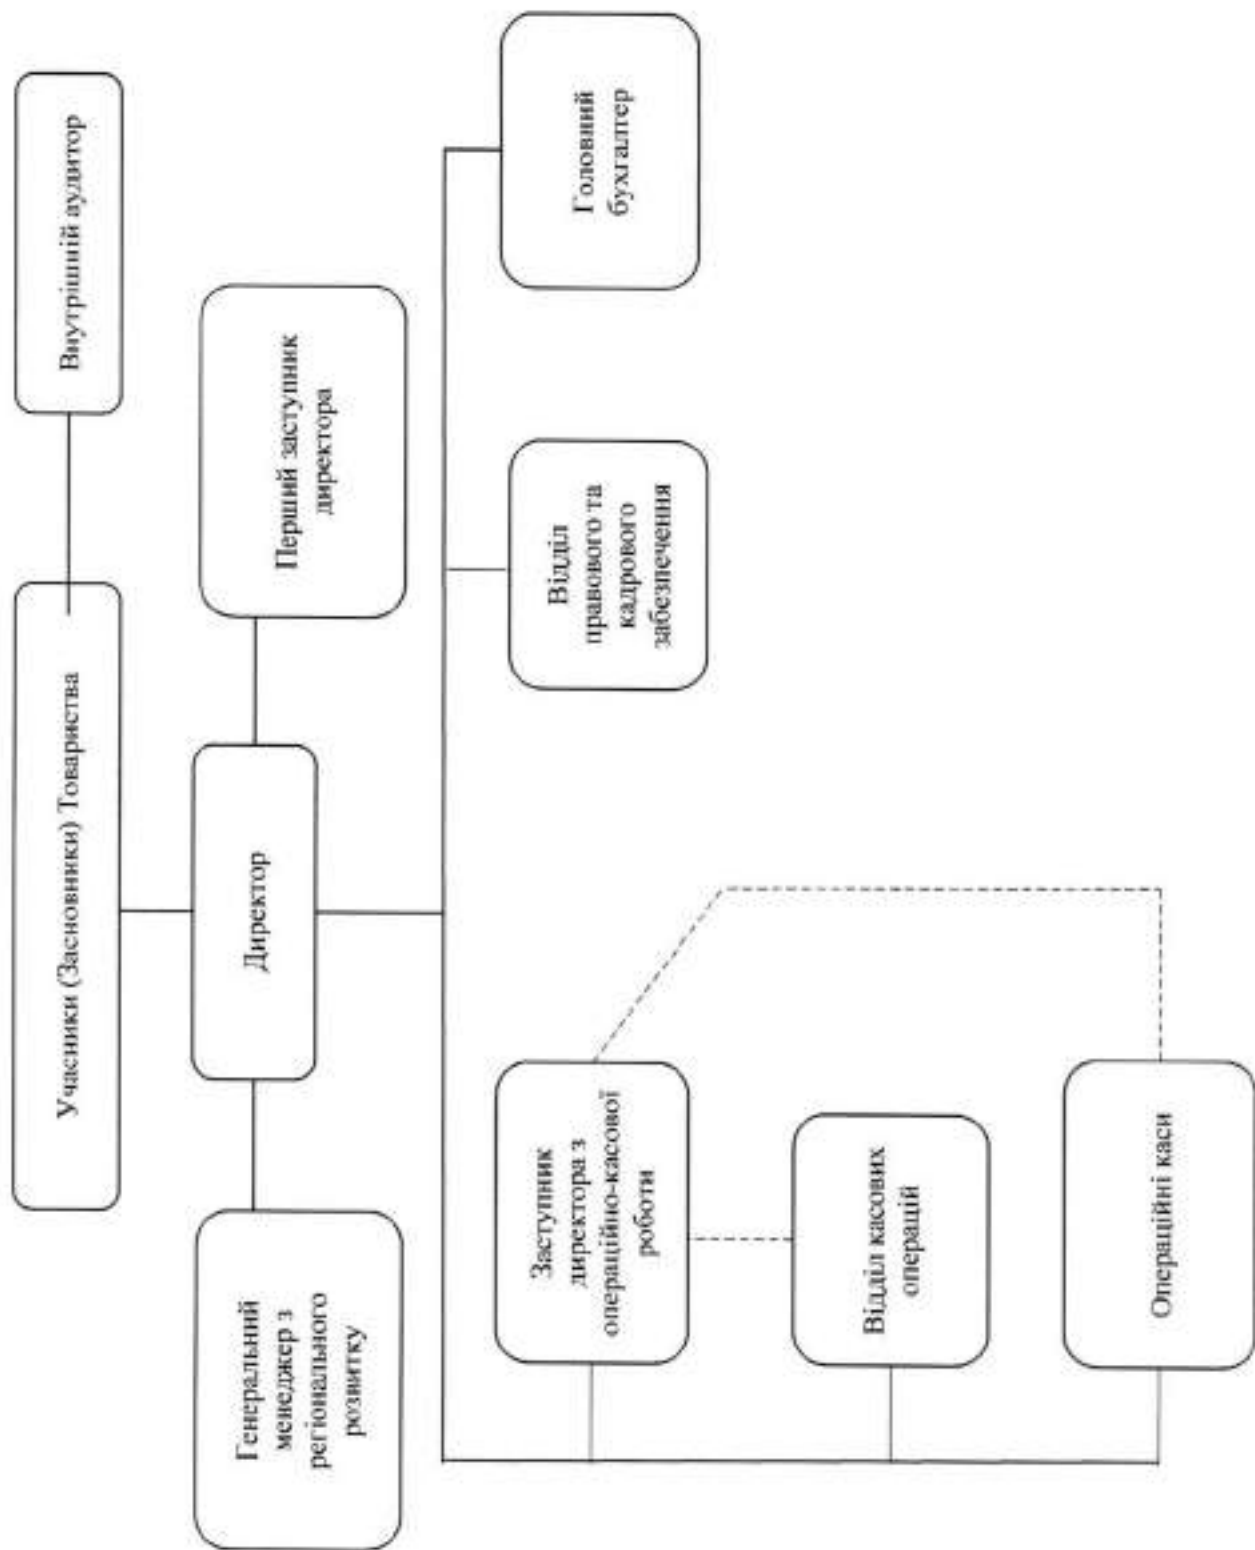 Учасники (Засновники) Товариства
Внутрішній аудитор
Генеральний
менеджер з
регіонального
розвитку
Директор
Перший заступник
директора
Заступник
директора з
операційно-касової
роботи
Відділ
правового та
кадрового
забезпечення
Головний
бухгалтер
Відділ касових
операцій
Операційні каси